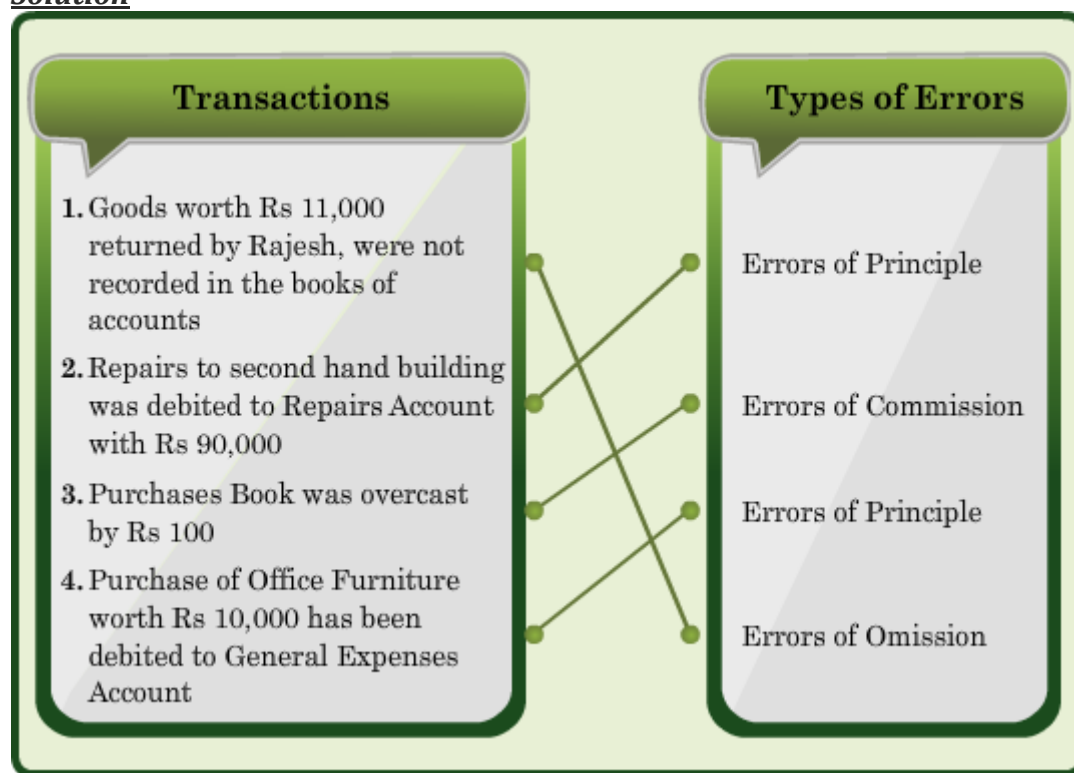 Solution
Transactions
1. Goods worth Rs 11,000
returned by Rajesh, were not
recorded in the books of
accounts
2. Repairs to second hand building
was debited to Repairs Account
with Rs 90,000
3. Purchases Book was overcast
by Rs 100
4. Purchase of Office Furniture
worth Rs 10,000 has been
debited to General Expenses
Account
Types of Errors
Errors of Principle
Errors of Commission
Errors of Principle
Errors of Omission